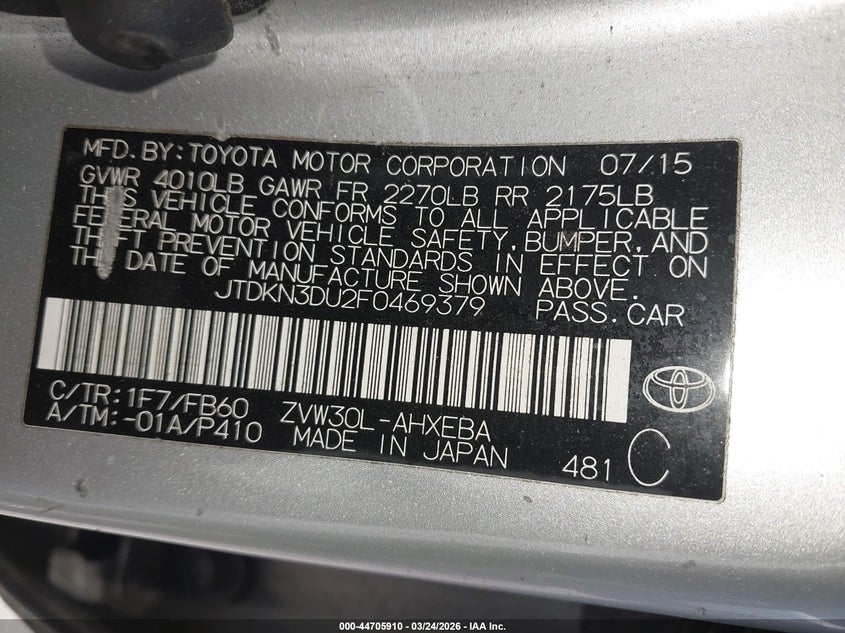 MFD. BY: TOYOTA MOTOR CORPORATION 07/15
GVWR 4010LB GAWR FR 2270LB RR 2175LB
THIS VEHICLE CONFORMS TO ALL APPLICABLE
FEDERAL MOTOR VEHICLE SAFETY, BUMPER, AND
THEFT PREVENTION STANDARDS IN EFFECT ON
THE DATE OF MANUFACTURE SHOWN ABOVE.
JTDKN3DU2F0469379 PASS. CAR
C/TR: 1F7/FB60 ZVW30L-AHXEBA
A/TM: -01A/P410 MADE IN JAPAN 481 C
000-44705910 - 03/24/2026 - IAA Inc.